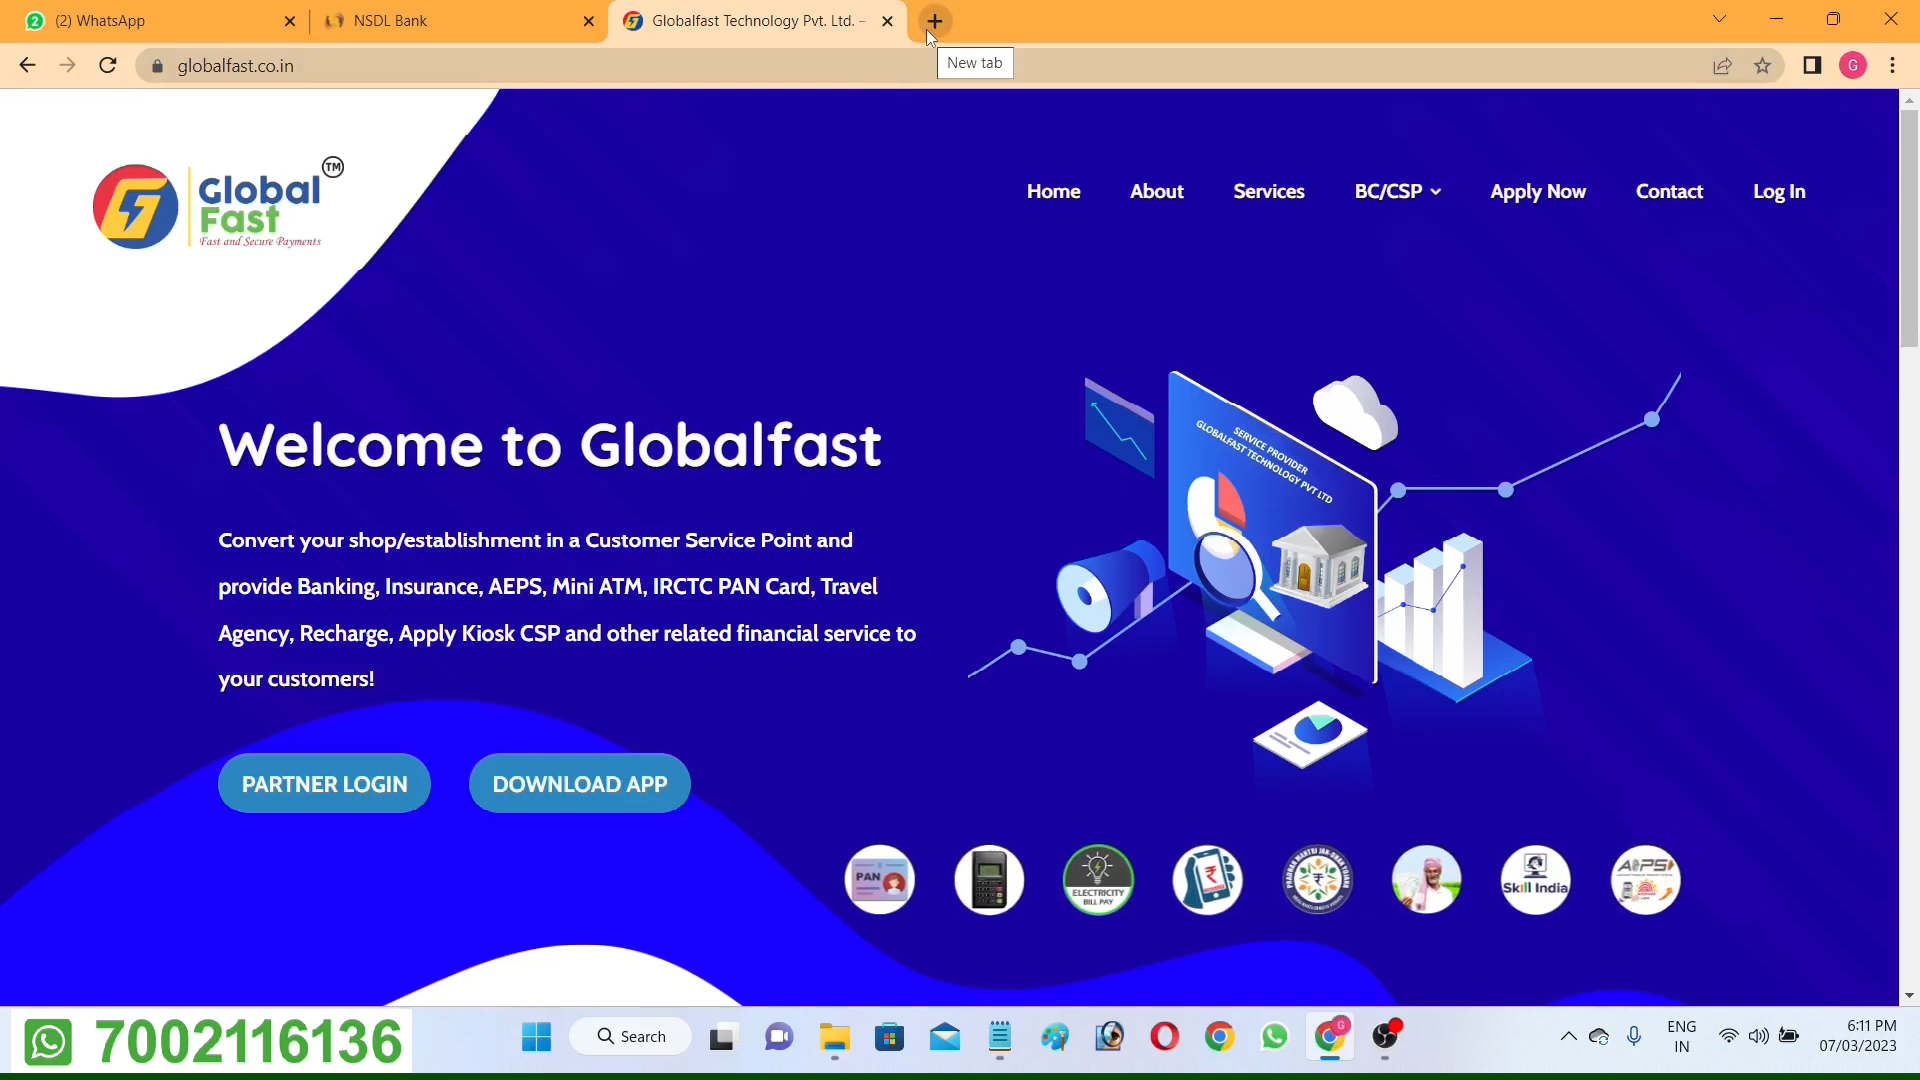 (2) WhatsApp
NSDL Bank
Globalfast Technology Pvt. Ltd. –
New tab
globalfast.co.in
G
TM
Global
Fast
Fast and Secure Payments
Home
About
Services
BC/CSP
Apply Now
Contact
Log In
Welcome to Globalfast
Convert your shop/establishment in a Customer Service Point and
provide Banking, Insurance, AEPS, Mini ATM, IRCTC PAN Card, Travel
Agency, Recharge, Apply Kiosk CSP and other related financial service to
your customers!
SERVICE PROVIDER
GLOBALFAST TECHNOLOGY PVT LTD
PARTNER LOGIN
DOWNLOAD APP
PAN
ELECTRICITY
BILL PAY
Skill India
AePS
7002116136
Search
ENG
IN
6:11 PM
07/03/2023